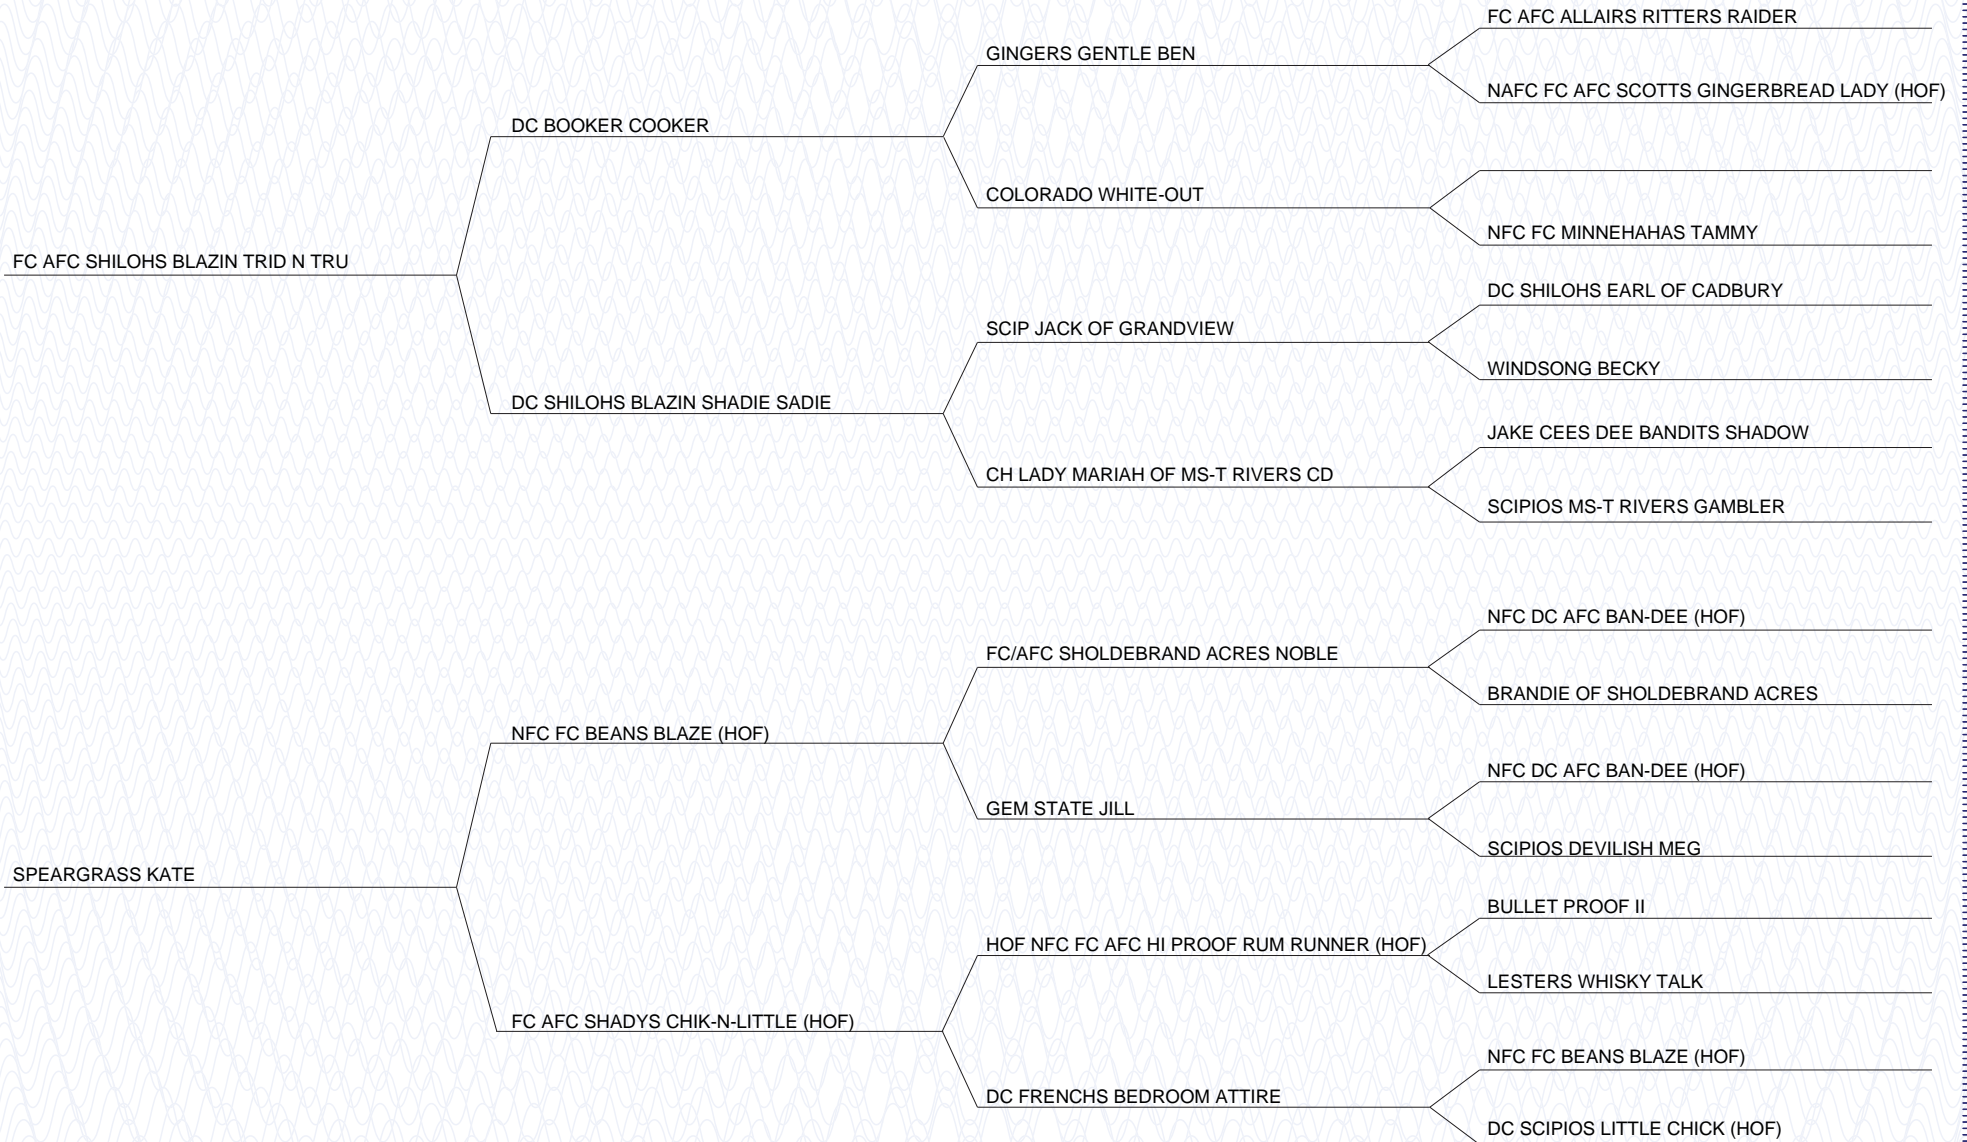 FC AFC ALLAIRS RITTERS RAIDER
GINGERS GENTLE BEN
NAFC FC AFC SCOTTS GINGERBREAD LADY (HOF)
DC BOOKER COOKER
COLORADO WHITE-OUT
NFC FC MINNEHAHAS TAMMY
FC AFC SHILOHS BLAZIN TRID N TRU
DC SHILOHS EARL OF CADBURY
SCIP JACK OF GRANDVIEW
WINDSONG BECKY
DC SHILOHS BLAZIN SHADIE SADIE
JAKE CEES DEE BANDITS SHADOW
CH LADY MARIAH OF MS-T RIVERS CD
SCIPIOS MS-T RIVERS GAMBLER
NFC DC AFC BAN-DEE (HOF)
FC/AFC SHOLDEBRAND ACRES NOBLE
BRANDIE OF SHOLDEBRAND ACRES
NFC FC BEANS BLAZE (HOF)
NFC DC AFC BAN-DEE (HOF)
GEM STATE JILL
SCIPIOS DEVILISH MEG
SPEARGRASS KATE
BULLET PROOF II
HOF NFC FC AFC HI PROOF RUM RUNNER (HOF)
LESTERS WHISKY TALK
FC AFC SHADYS CHIK-N-LITTLE (HOF)
NFC FC BEANS BLAZE (HOF)
DC FRENCHS BEDROOM ATTIRE
DC SCIPIOS LITTLE CHICK (HOF)